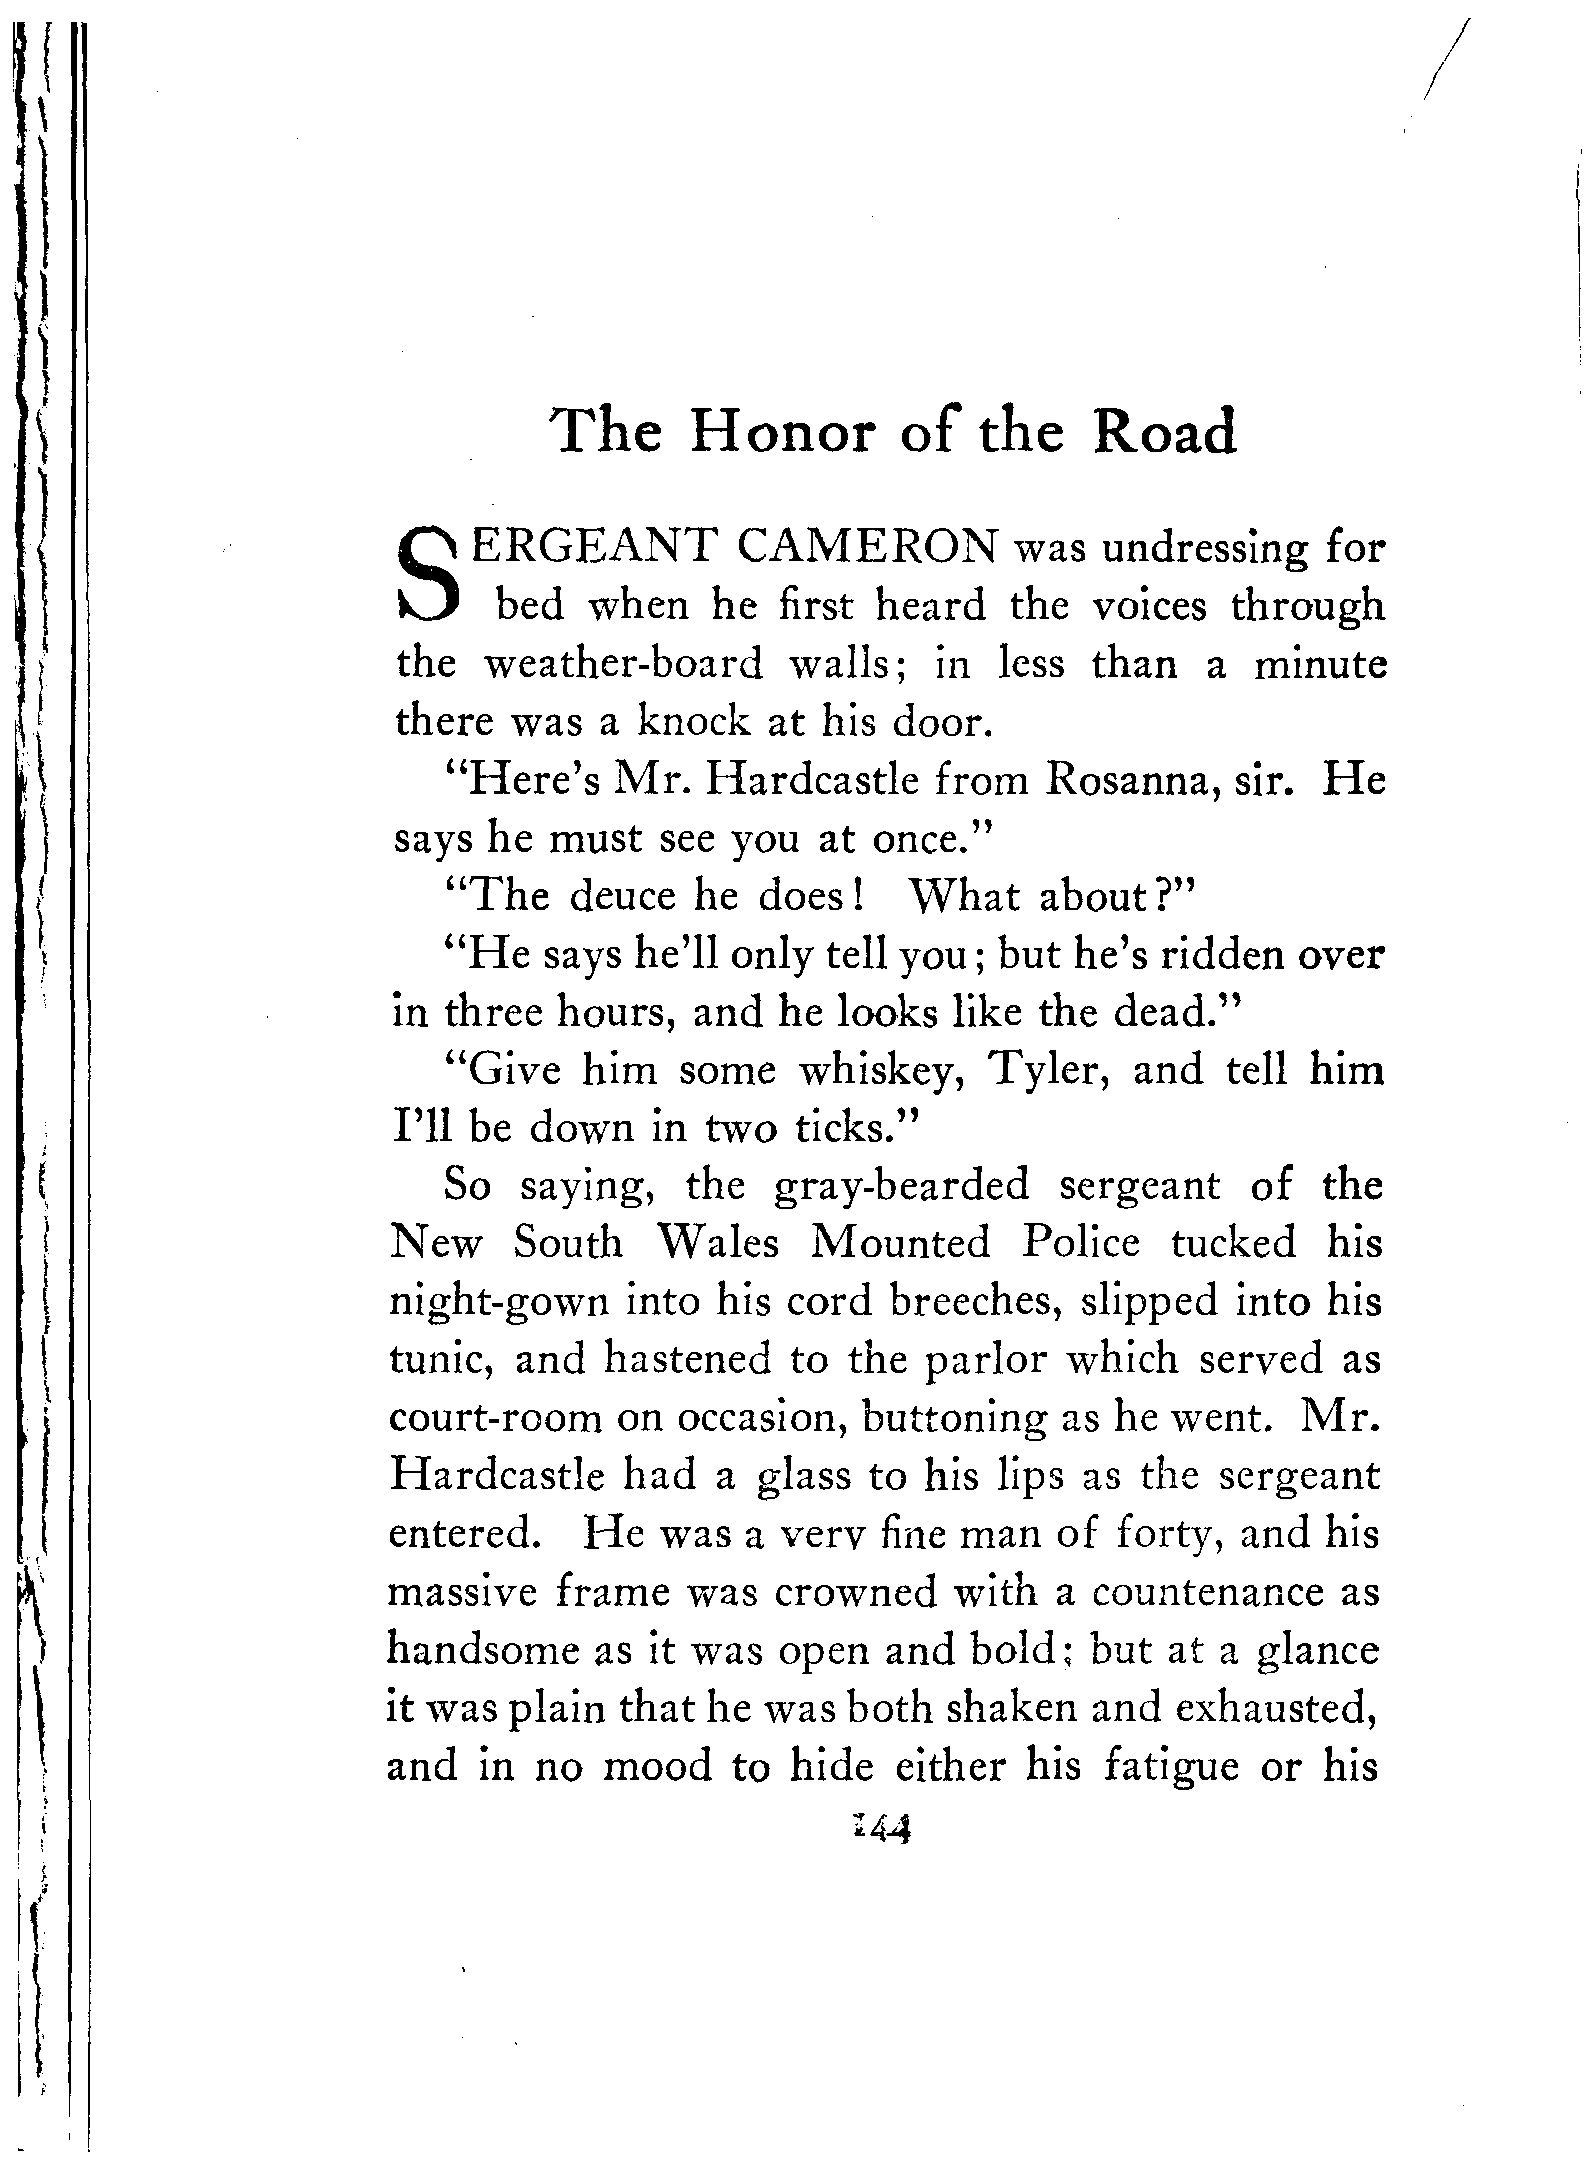 The Honor of the Road
SERGEANT CAMERON was undressing for
bed when he first heard the voices through
the weather-board walls; in less than a minute
there was a knock at his door.
"Here's Mr. Hardcastle from Rosanna, sir. He
says he must see you at once."
"The deuce he does! What about?"
"He says he'll only tell you; but he's ridden over
in three hours, and he looks like the dead."
"Give him some whiskey, Tyler, and tell him
I'll be down in two ticks."
So saying, the gray-bearded sergeant of the
New South Wales Mounted Police tucked his
night-gown into his cord breeches, slipped into his
tunic, and hastened to the parlor which served as
court-room on occasion, buttoning as he went. Mr.
Hardcastle had a glass to his lips as the sergeant
entered. He was a very fine man of forty, and his
massive frame was crowned with a countenance as
handsome as it was open and bold; but at a glance
it was plain that he was both shaken and exhausted,
and in no mood to hide either his fatigue or his
144